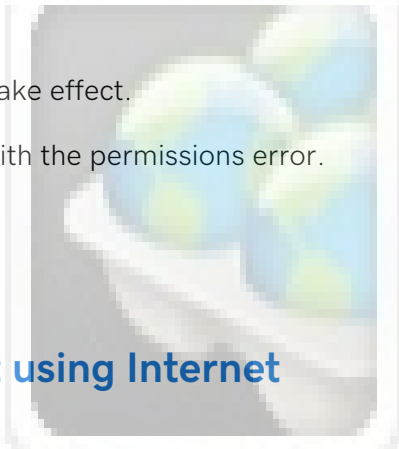 ake effect.
ith the permissions error.
using Internet